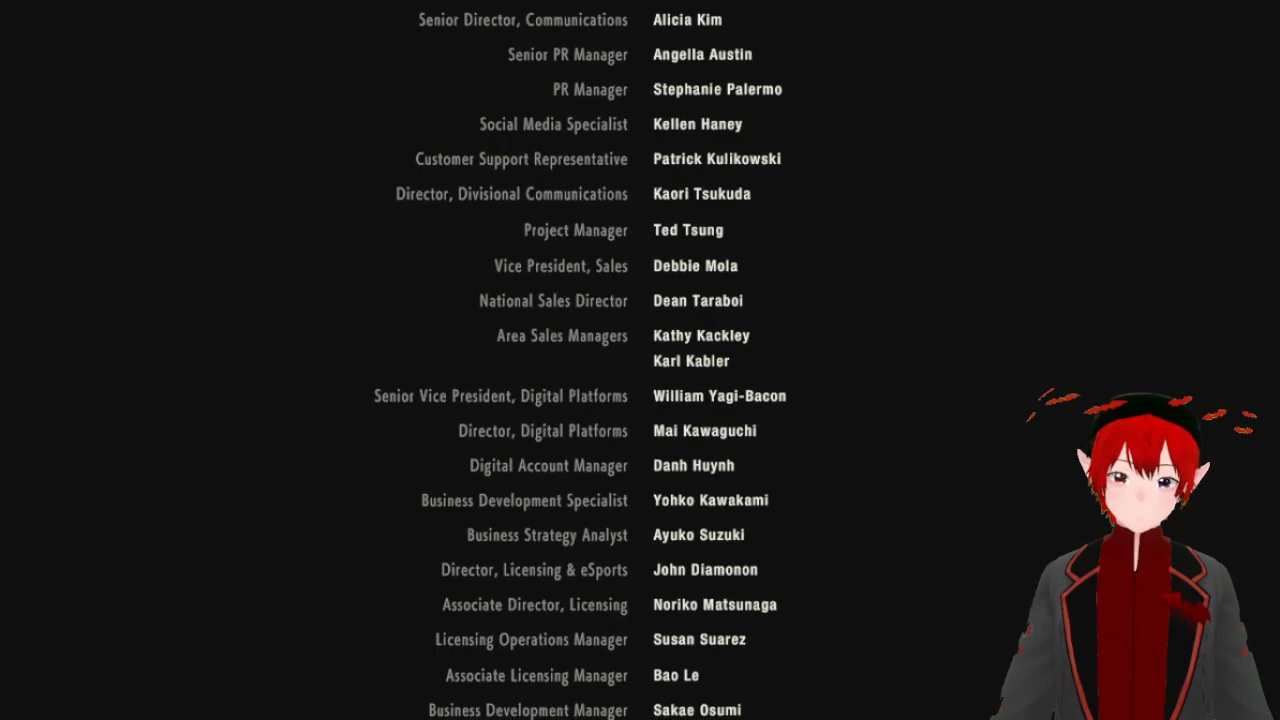 Senior Director, Communications Alicia Kim
Senior PR Manager Angella Austin
PR Manager Stephanie Palermo
Social Media Specialist Kellen Haney
Customer Support Representative Patrick Kulikowski
Director, Divisional Communications Kaori Tsukuda
Project Manager Ted Tsung
Vice President, Sales Debbie Mola
National Sales Director Dean Taraboi
Area Sales Managers Kathy Kackley
Karl Kabler
Senior Vice President, Digital Platforms William Yagi-Bacon
Director, Digital Platforms Mai Kawaguchi
Digital Account Manager Danh Huynh
Business Development Specialist Yohko Kawakami
Business Strategy Analyst Ayuko Suzuki
Director, Licensing & eSports John Diamonon
Associate Director, Licensing Noriko Matsunaga
Licensing Operations Manager Susan Suarez
Associate Licensing Manager Bao Le
Business Development Manager Sakae Osumi